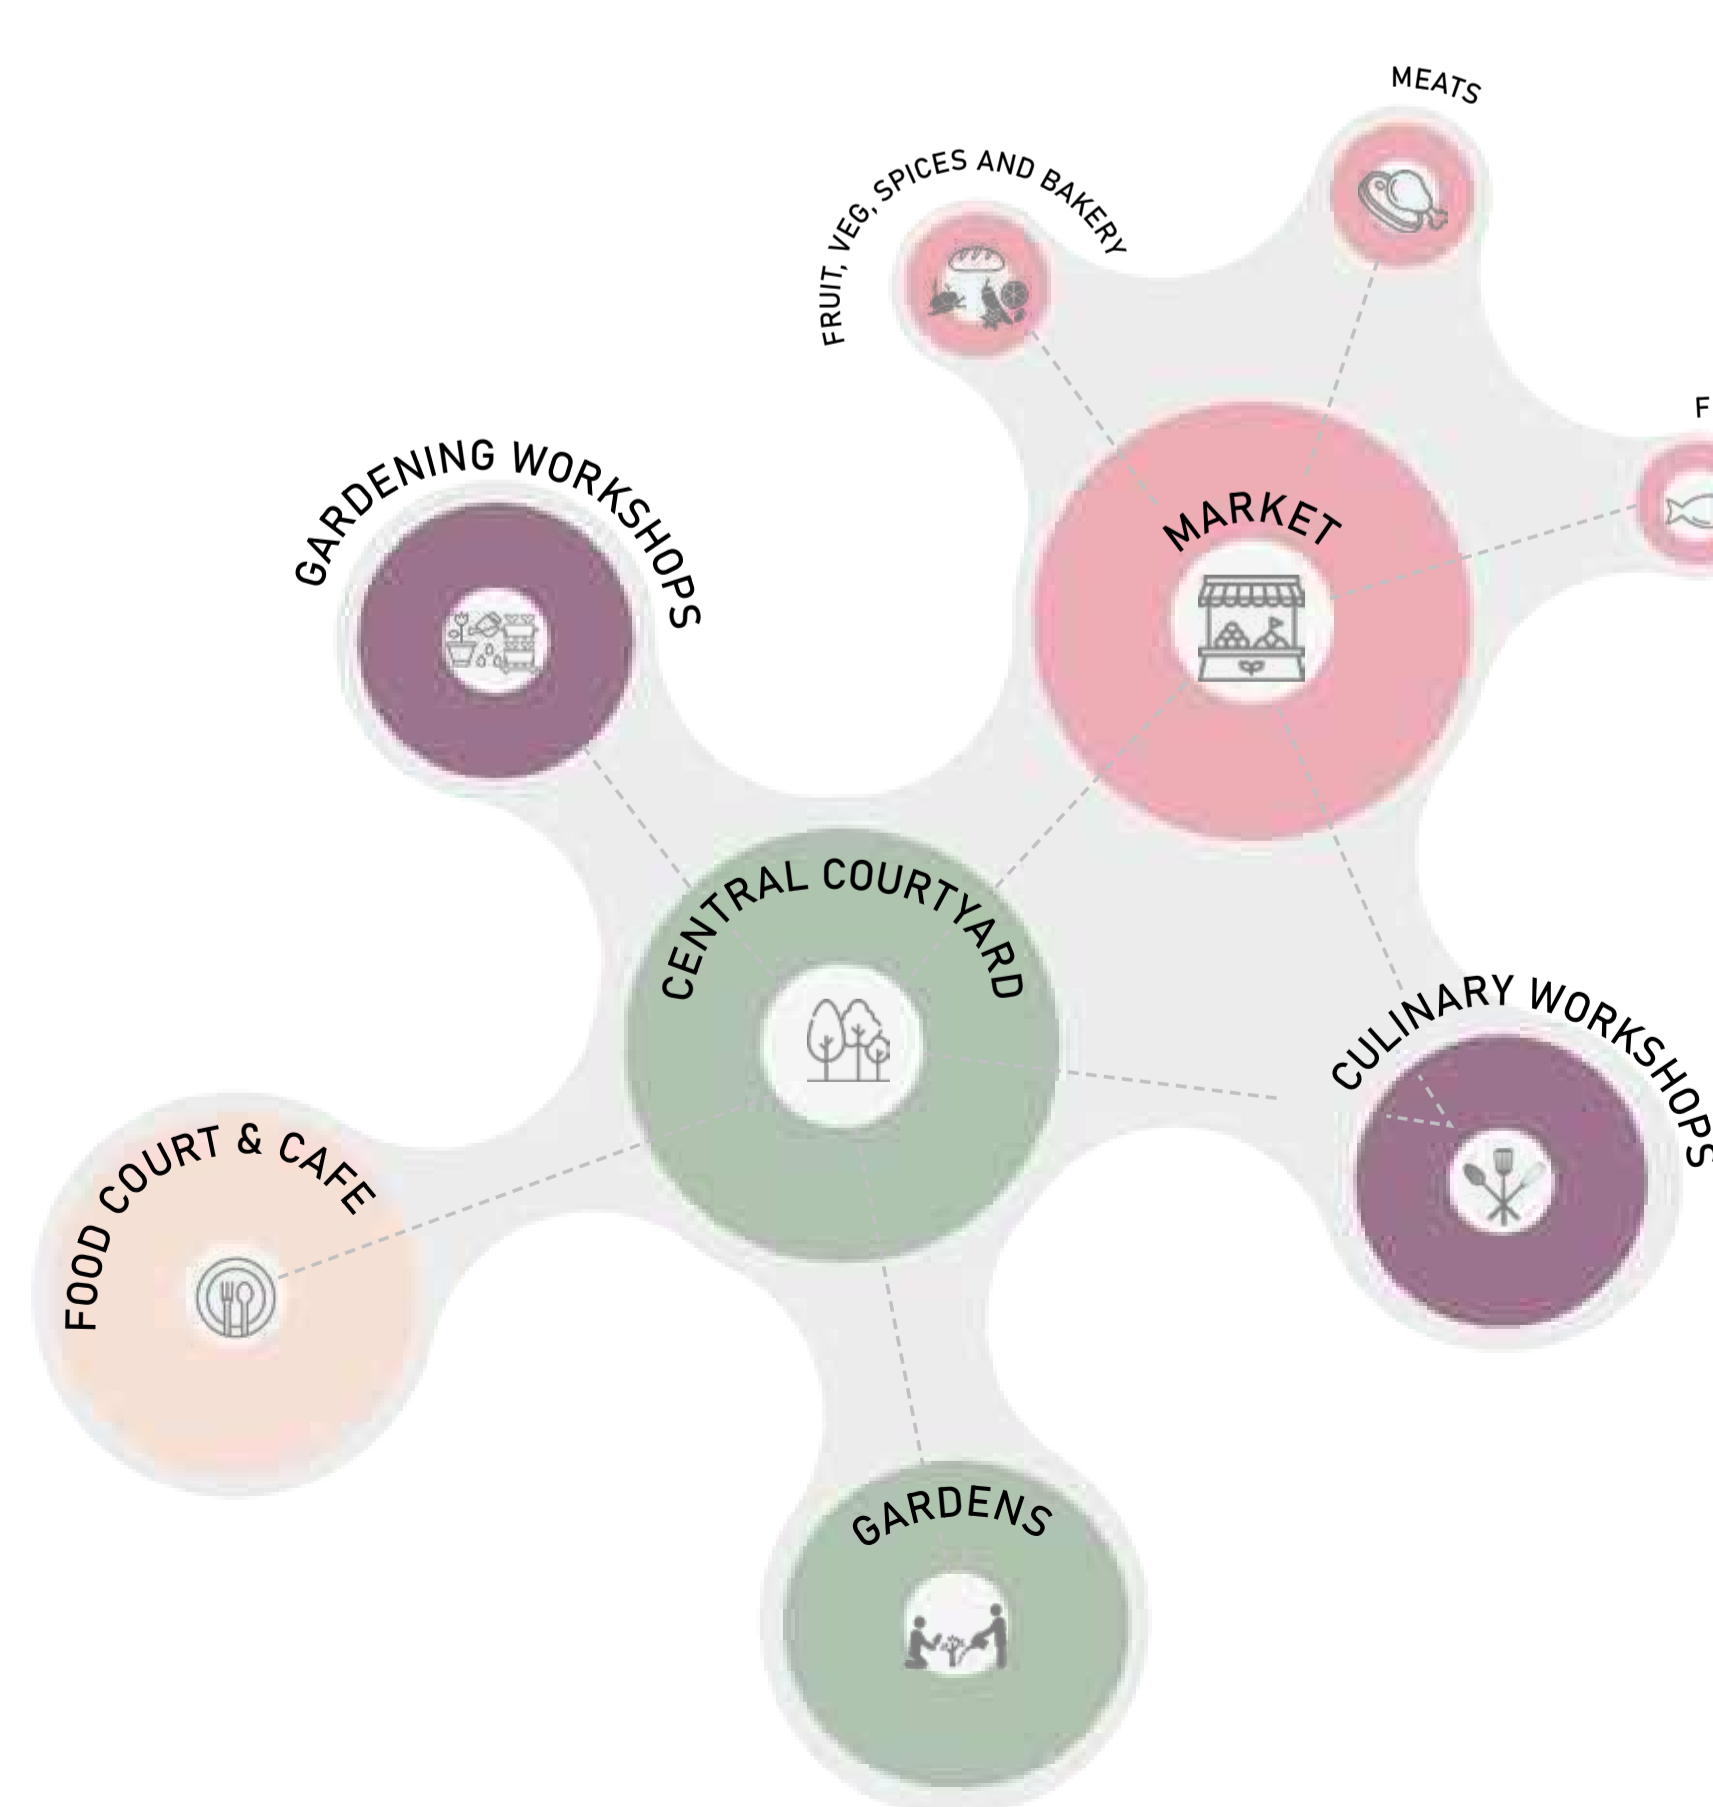 MEATS
FRUIT, VEG, SPICES AND BAKERY
F
GARDENING WORKSHOPS
MARKET
CENTRAL COURTYARD
CULINARY WORKSHOPS
FOOD COURT & CAFE
GARDENS